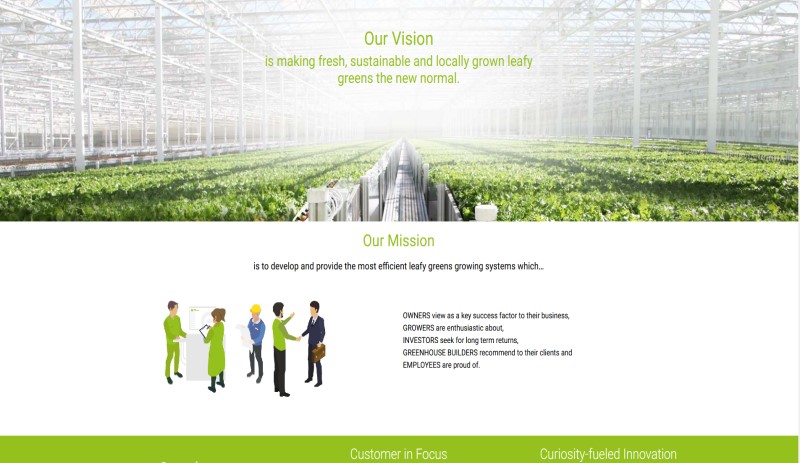 Our Vision
is making fresh, sustainable and locally grown leafy
greens the new normal.
Our Mission
is to develop and provide the most efficient leafy greens growing systems which...
OWNERS view as a key success factor to their business,
GROWERS are enthusiastic about,
INVESTORS seek for long term returns,
GREENHOUSE BUILDERS recommend to their clients and
EMPLOYEES are proud of.
Customer in Focus
Curiosity-fueled Innovation